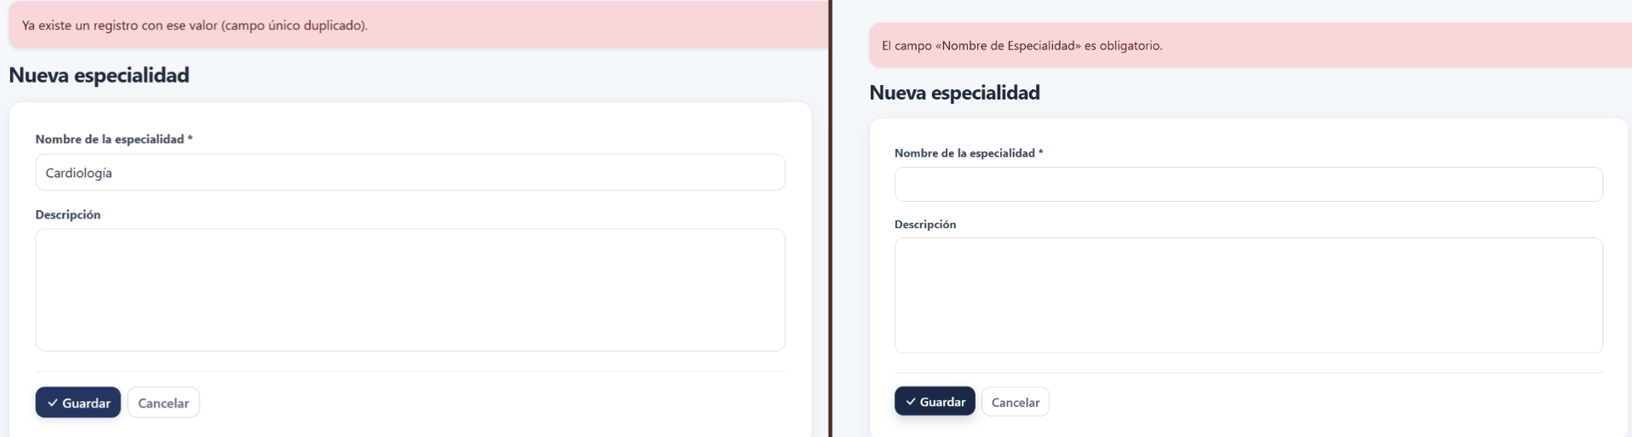 Ya existe un registro con ese valor (campo único duplicado).
Nueva especialidad
Nombre de la especialidad *
Cardiología
Descripción
✓ Guardar
Cancelar
El campo «Nombre de Especialidad» es obligatorio.
Nueva especialidad
Nombre de la especialidad *
Descripción
✓ Guardar
Cancelar